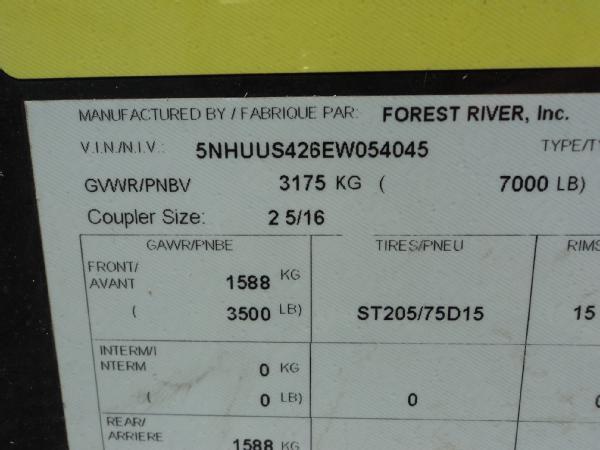 MANUFACTURED BY / FABRIQUE PAR: FOREST RIVER, Inc.
V.I.N./N.I.V.: 5NHUUS426EW054045 TYPE/T
GVWR/PNBV 3175 KG ( 7000 LB)
Coupler Size: 2 5/16
GAWR/PNBE TIRES/PNEU RIMS
FRONT/
AVANT 1588 KG
( 3500 LB) ST205/75D15 15
INTERM/I
NTERM 0 KG
( 0 LB) 0
REAR/
ARRIERE 1588 KG